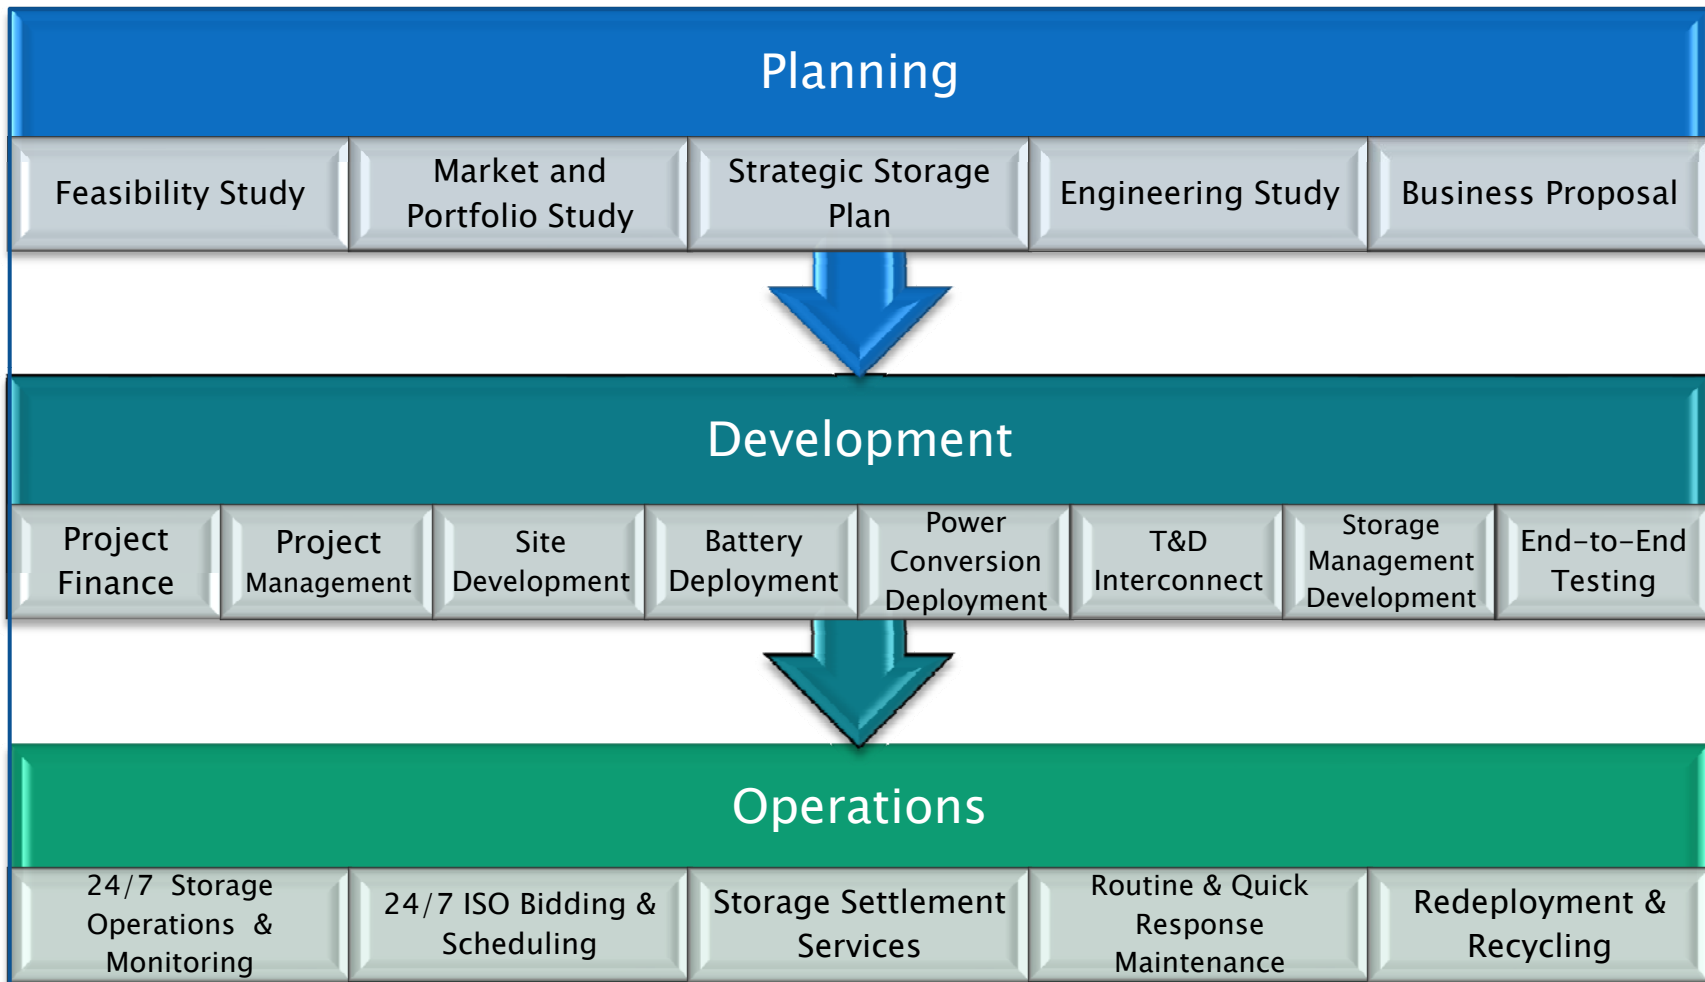 Planning
Feasibility Study
Market and
Portfolio Study
Strategic Storage
Plan
Engineering Study
Business Proposal
Development
Project
Finance
Project
Management
Site
Development
Battery
Deployment
Power
Conversion
Deployment
T&D
Interconnect
Storage
Management
Development
End-to-End
Testing
Operations
24/7 Storage
Operations &
Monitoring
24/7 ISO Bidding &
Scheduling
Storage Settlement
Services
Routine & Quick
Response
Maintenance
Redeployment &
Recycling